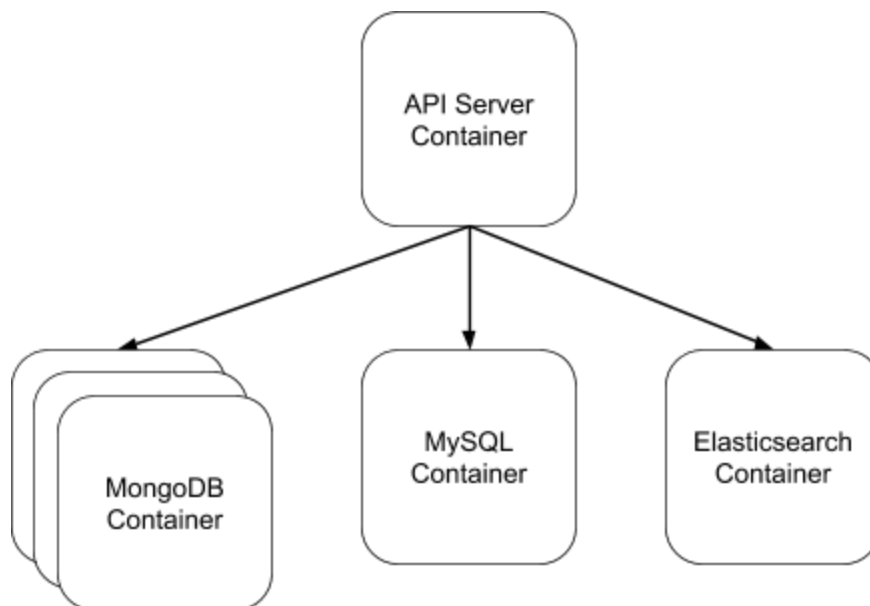 API Server
Container
MongoDB
Container
MySQL
Container
Elasticsearch
Container